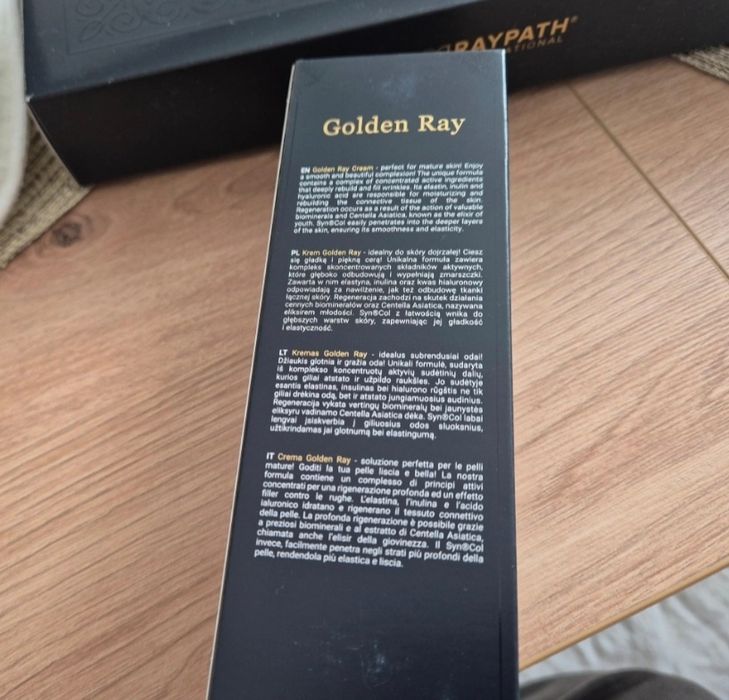 RAYPATH®
Golden Ray
EN Golden Ray Cream - perfect for mature skin! Enjoy
a smooth and beautiful complexion! The unique formula
contains a complex of concentrated active ingredients
that deeply rebuild and fill wrinkles. Its elastin, inulin and
hyaluronic acid are responsible for moisturizing and
rebuilding the connective tissue of the skin.
Regeneration occurs as a result of the action of valuable
biominerals and Centella Asiatica, known as the elixir of
youth. Syn®Col easily penetrates into the deeper layers
of the skin, ensuring its smoothness and elasticity.
PL Krem Golden Ray - idealny do skóry dojrzałej! Ciesz
się gładką i piękną cerą! Unikalna formuła zawiera
kompleks skoncentrowanych składników aktywnych,
które głęboko odbudowują i wypełniają zmarszczki.
Zawarta w nim elastyna, inulina oraz kwas hialuronowy
odpowiadają za nawilżenie, jak też odbudowę tkanki
łącznej skóry. Regeneracja zachodzi na skutek działania
cennych biominerałów oraz Centella Asiatica, nazywana
eliksirem młodości. Syn®Col z łatwością wnika do
głębszych warstw skóry, zapewniając jej gładkość
i elastyczność.
LT Kremas Golden Ray - idealus subrendusiai odai!
Džiaukis glotnia ir gražia oda! Unikali formulė, sudaryta
iš komplekso koncentruotų aktyvių sudėtinių dalių,
kurios giliai atstato ir užpildo raukšles. Jo sudėtyje
esantis elastinas, insulinas bei hialurono rūgštis ne tik
giliai drėkina odą, bet ir atstato jungiamuosius audinius.
Regeneracija vykata vertingų biomineralų bei jaunystės
eliksyru vadinamo Centella Asiatica dėka. Syn®Col labai
lengvai įsiskverbia į giliuosius odos sluoksnius,
užtikrindamas jai glotnumą bei elastingumą.
IT Crema Golden Ray - soluzione perfetta per le pelli
mature! Goditi la tua pelle liscia e bella! La nostra
formula contiene un complesso di principi attivi
concentrati per una rigenerazione profonda ed un effetto
filler contro le rughe. L'elastina, l'inulina e l'acido
ialuronico idratano e rigenerano il tessuto connettivo
della pelle. La profonda rigenerazione è possibile grazie
a preziosi biominerali e al estratto di Centella Asiatica,
chiamata anche l'elisir della giovinezza. Il Syn®Col
invece, facilmente penetra negli strati più profondi della
pelle, rendendola più elastica e liscia.